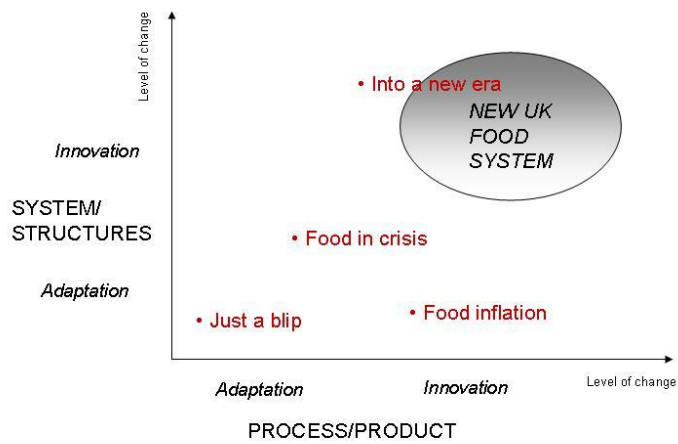 Level of change
• Into a new era
NEW UK
FOOD
SYSTEM
Innovation
SYSTEM/
STRUCTURES
• Food in crisis
Adaptation
• Just a blip
• Food inflation
Adaptation
Innovation
Level of change
PROCESS/PRODUCT